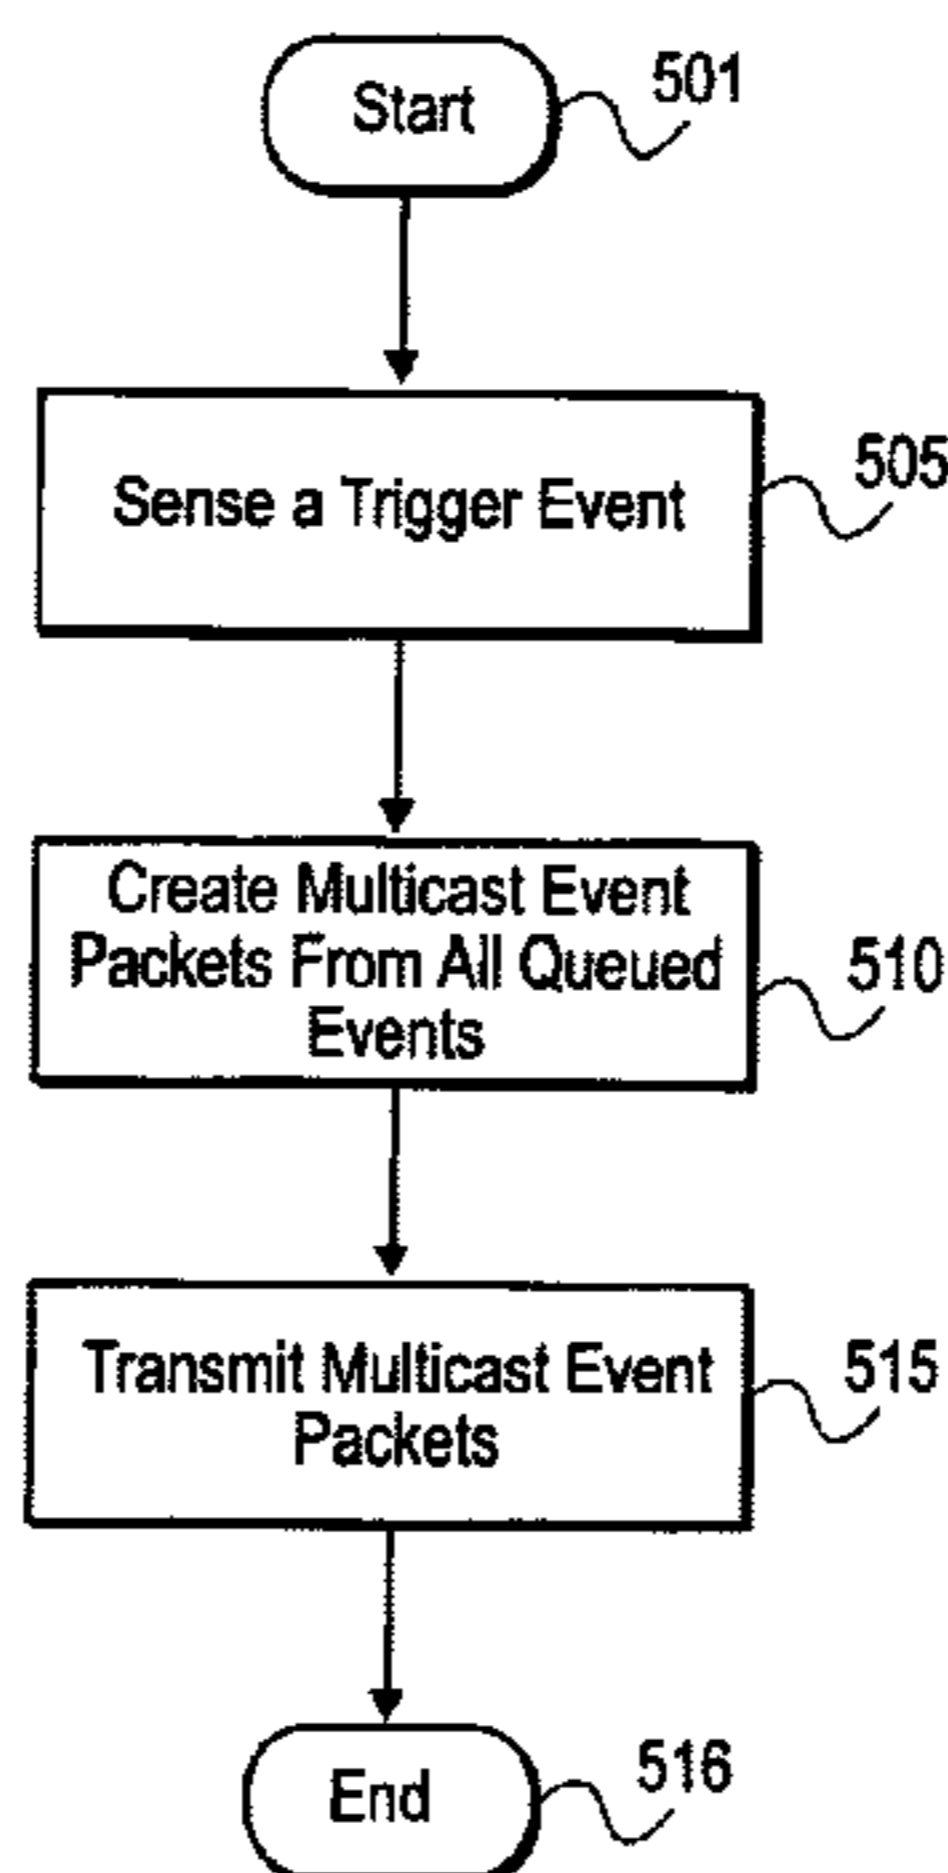 Start
501
Sense a Trigger Event
505
Create Multicast Event
Packets From All Queued
Events
510
Transmit Multicast Event
Packets
515
End
516